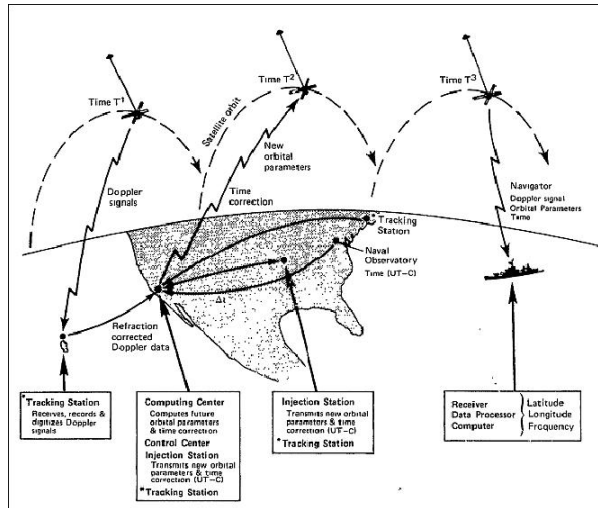 Time T1
Time T2
Time T3
Satellite orbit
Doppler
signals
New
orbital
parameters
Time
correction
Navigator
Doppler signal
Orbital Parameters
Time
Tracking
Station
Naval
Observatory
Time (UT-C)
Δt
Refraction
corrected
Doppler data
*Tracking Station
Receives, records &
digitizes Doppler
signals
Computing Center
Computes future
orbital parameters
& time correction
Control Center
Injection Station
Transmits new orbital
parameters & time
correction (UT-C)
*Tracking Station
Injection Station
Transmits new orbital
parameters & time
correction (UT-C)
*Tracking Station
Receiver
Data Processor
Computer
Latitude
Longitude
Frequency